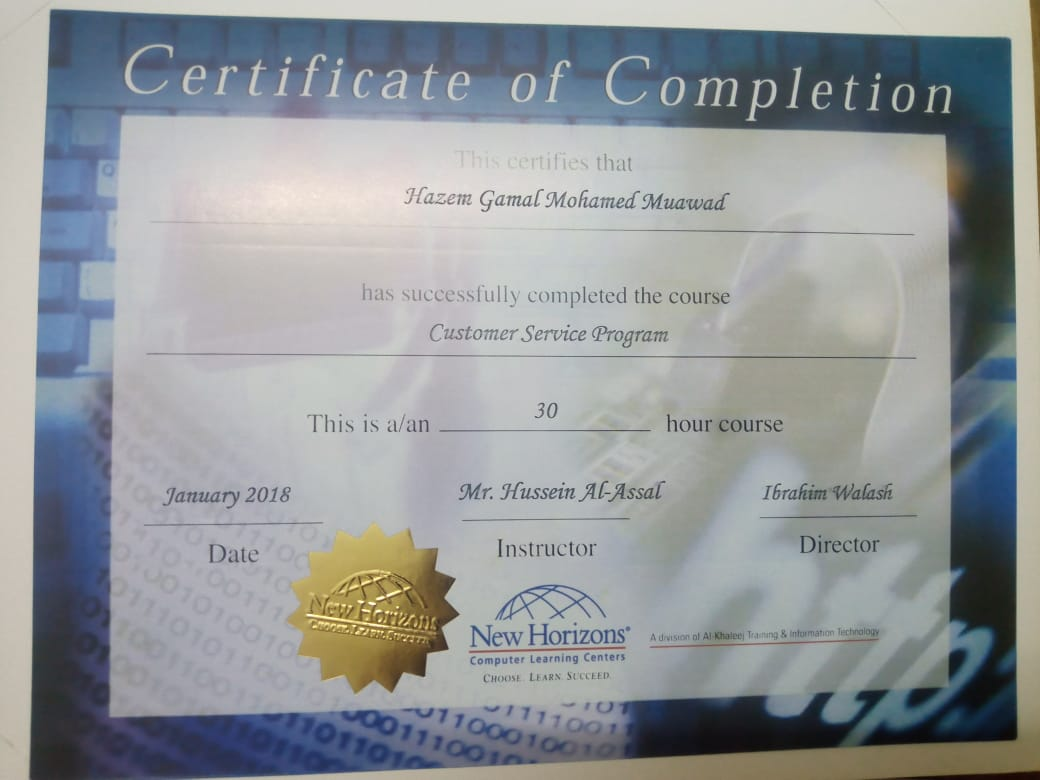 Certificate of Completion
This certifies that
Hazem Gamal Mohamed Muawad
has successfully completed the course
Customer Service Program
This is a/an 30 hour course
January 2018 Mr. Hussein Al-Assal Ibrahim Walash
Date Instructor Director
New Horizons
CHOOSE. LEARN. SUCCEED.
New Horizons®
Computer Learning Centers
CHOOSE. LEARN. SUCCEED.
A division of Al-Khaleej Training & Information Technology
http: